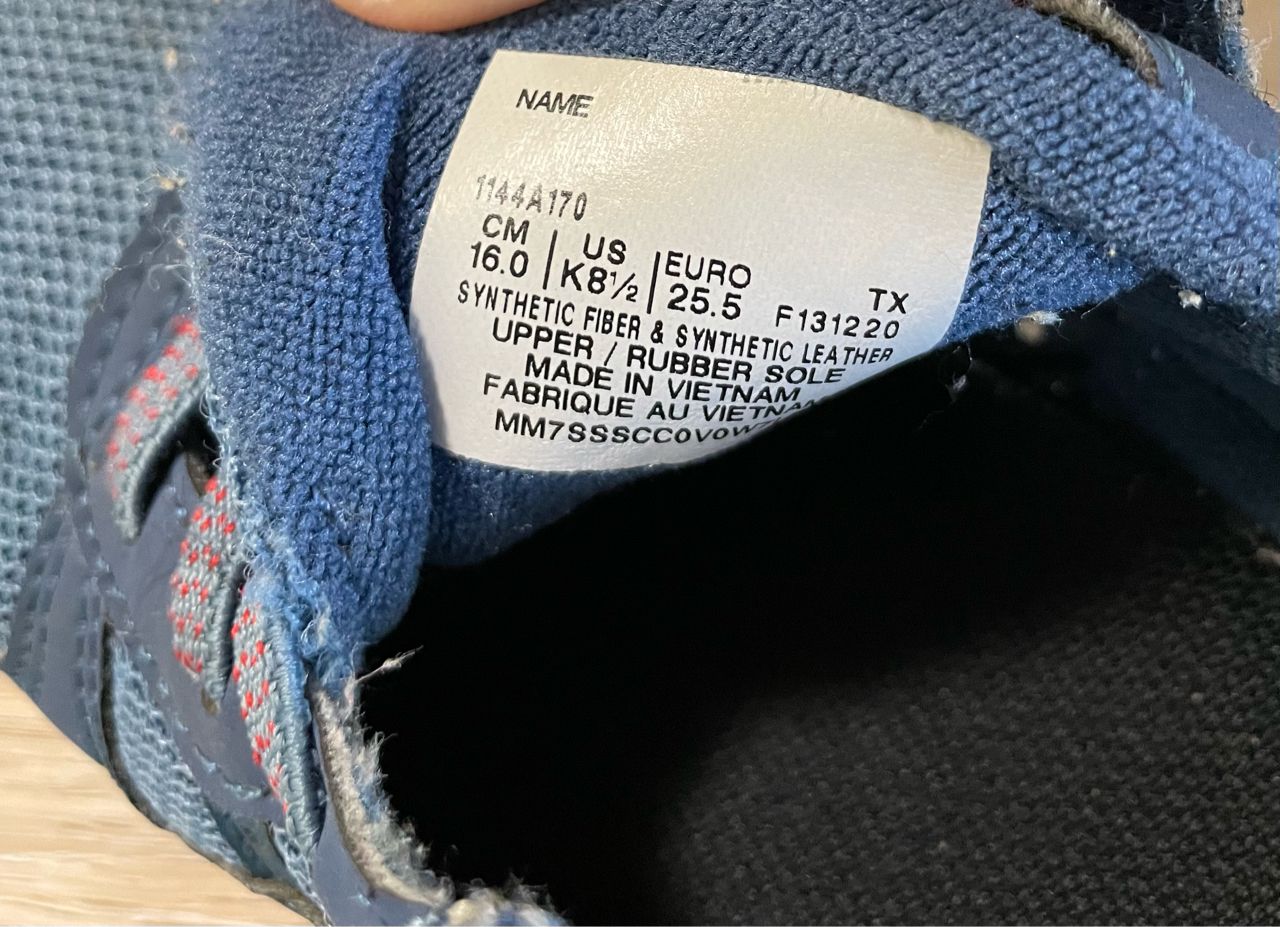 NAME
1144A170
CM US EURO TX
16.0 K8½ 25.5 F131220
SYNTHETIC FIBER & SYNTHETIC LEATHER
UPPER / RUBBER SOLE
MADE IN VIETNAM
FABRIQUE AU VIETNAM